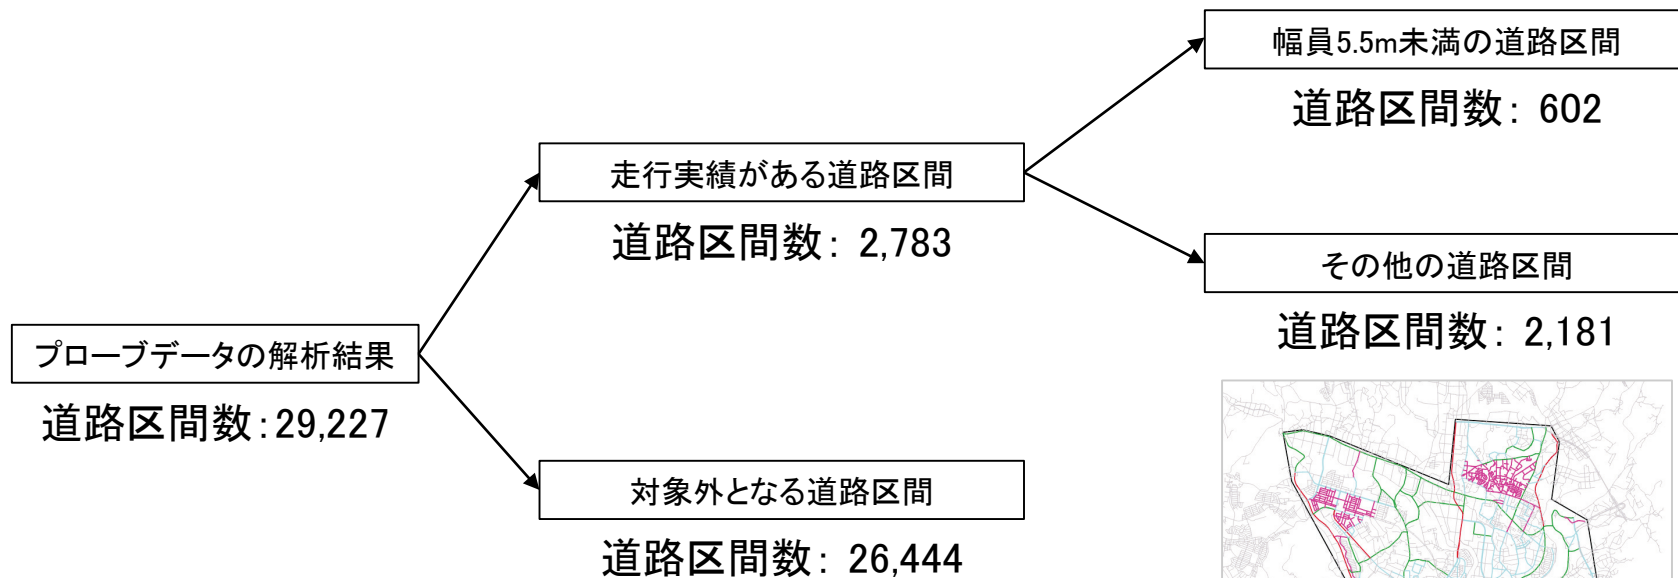 幅員5.5m未満の道路区間
道路区間数: 602
走行実績がある道路区間
道路区間数: 2,783
その他の道路区間
道路区間数: 2,181
プローブデータの解析結果
道路区間数:29,227
対象外となる道路区間
道路区間数: 26,444